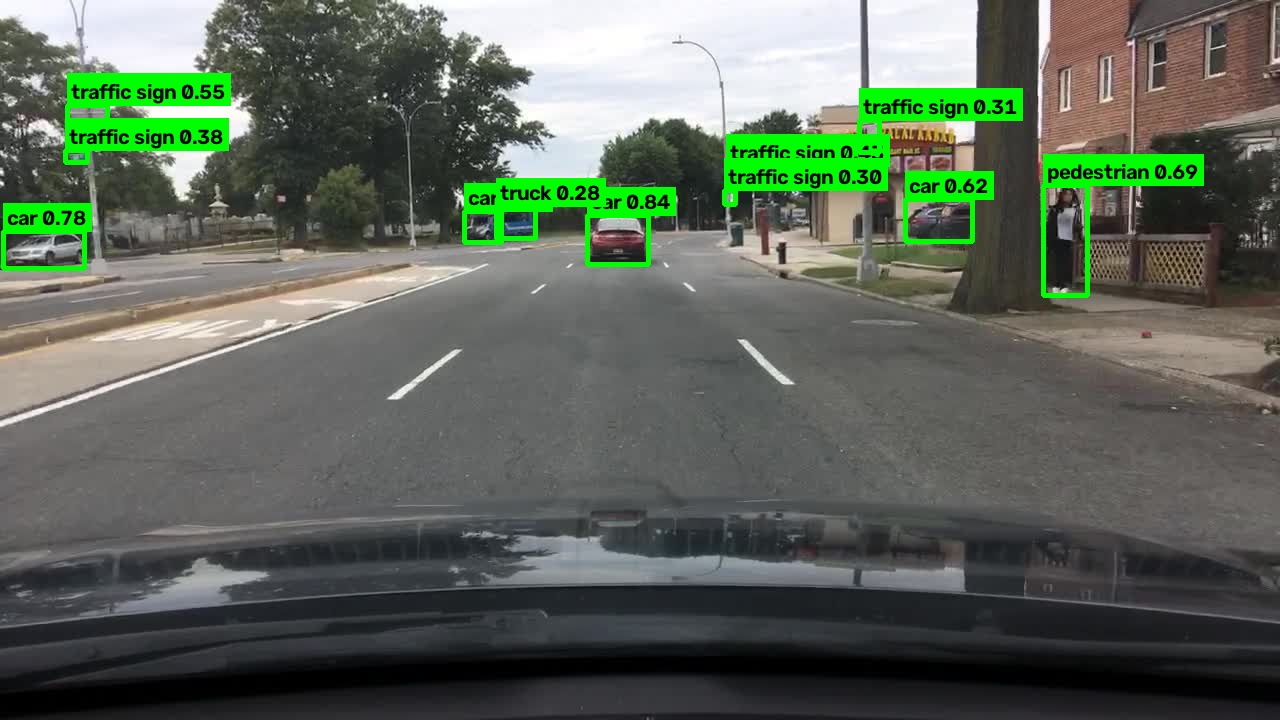 traffic sign 0.55
traffic sign 0.38
traffic sign 0.31
traffic sign 0.30
pedestrian 0.69
car 0.62
truck 0.28
car 0.84
car 0.78